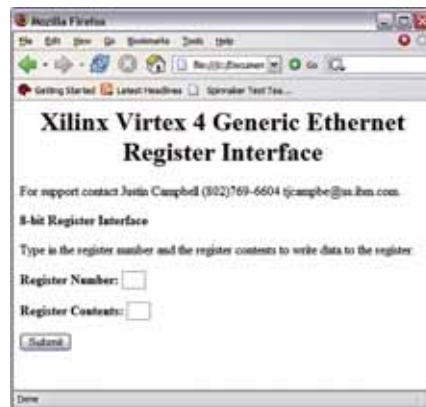 Mozilla Firefox
File Edit View Go Bookmarks Tools Help
Go
Getting Started Latest Headlines Spinnaker Test Tea...
Xilinx Virtex 4 Generic Ethernet
Register Interface
For support contact Justin Campbell (802)769-6604 tjcampbe@us.ibm.com.
8-bit Register Interface
Type in the register number and the register contents to write data to the register.
Register Number:
Register Contents:
Submit
Done